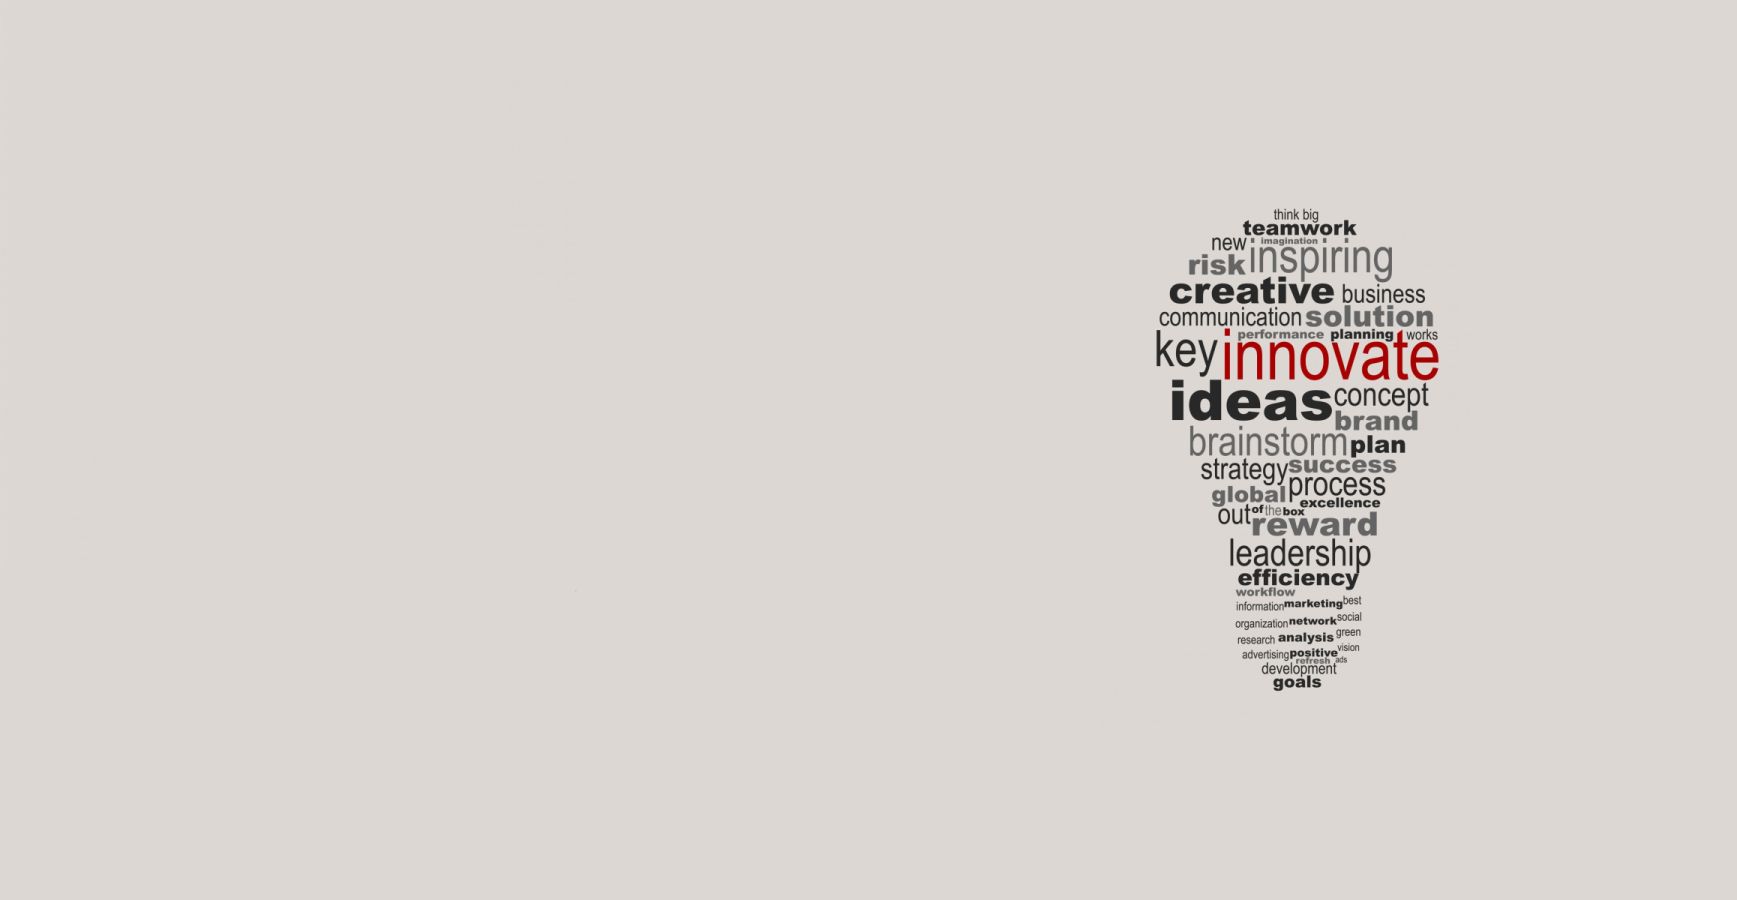 think big
teamwork
new imagination
risk inspiring
creative business
communication solution
performance planning works
key innovate
ideas concept
brand
brainstorm plan
strategy success
global process
excellence
out of the box
reward
leadership
efficiency
workflow
information marketing best
organization network social
research analysis green
advertising positive vision
refresh ads
development
goals